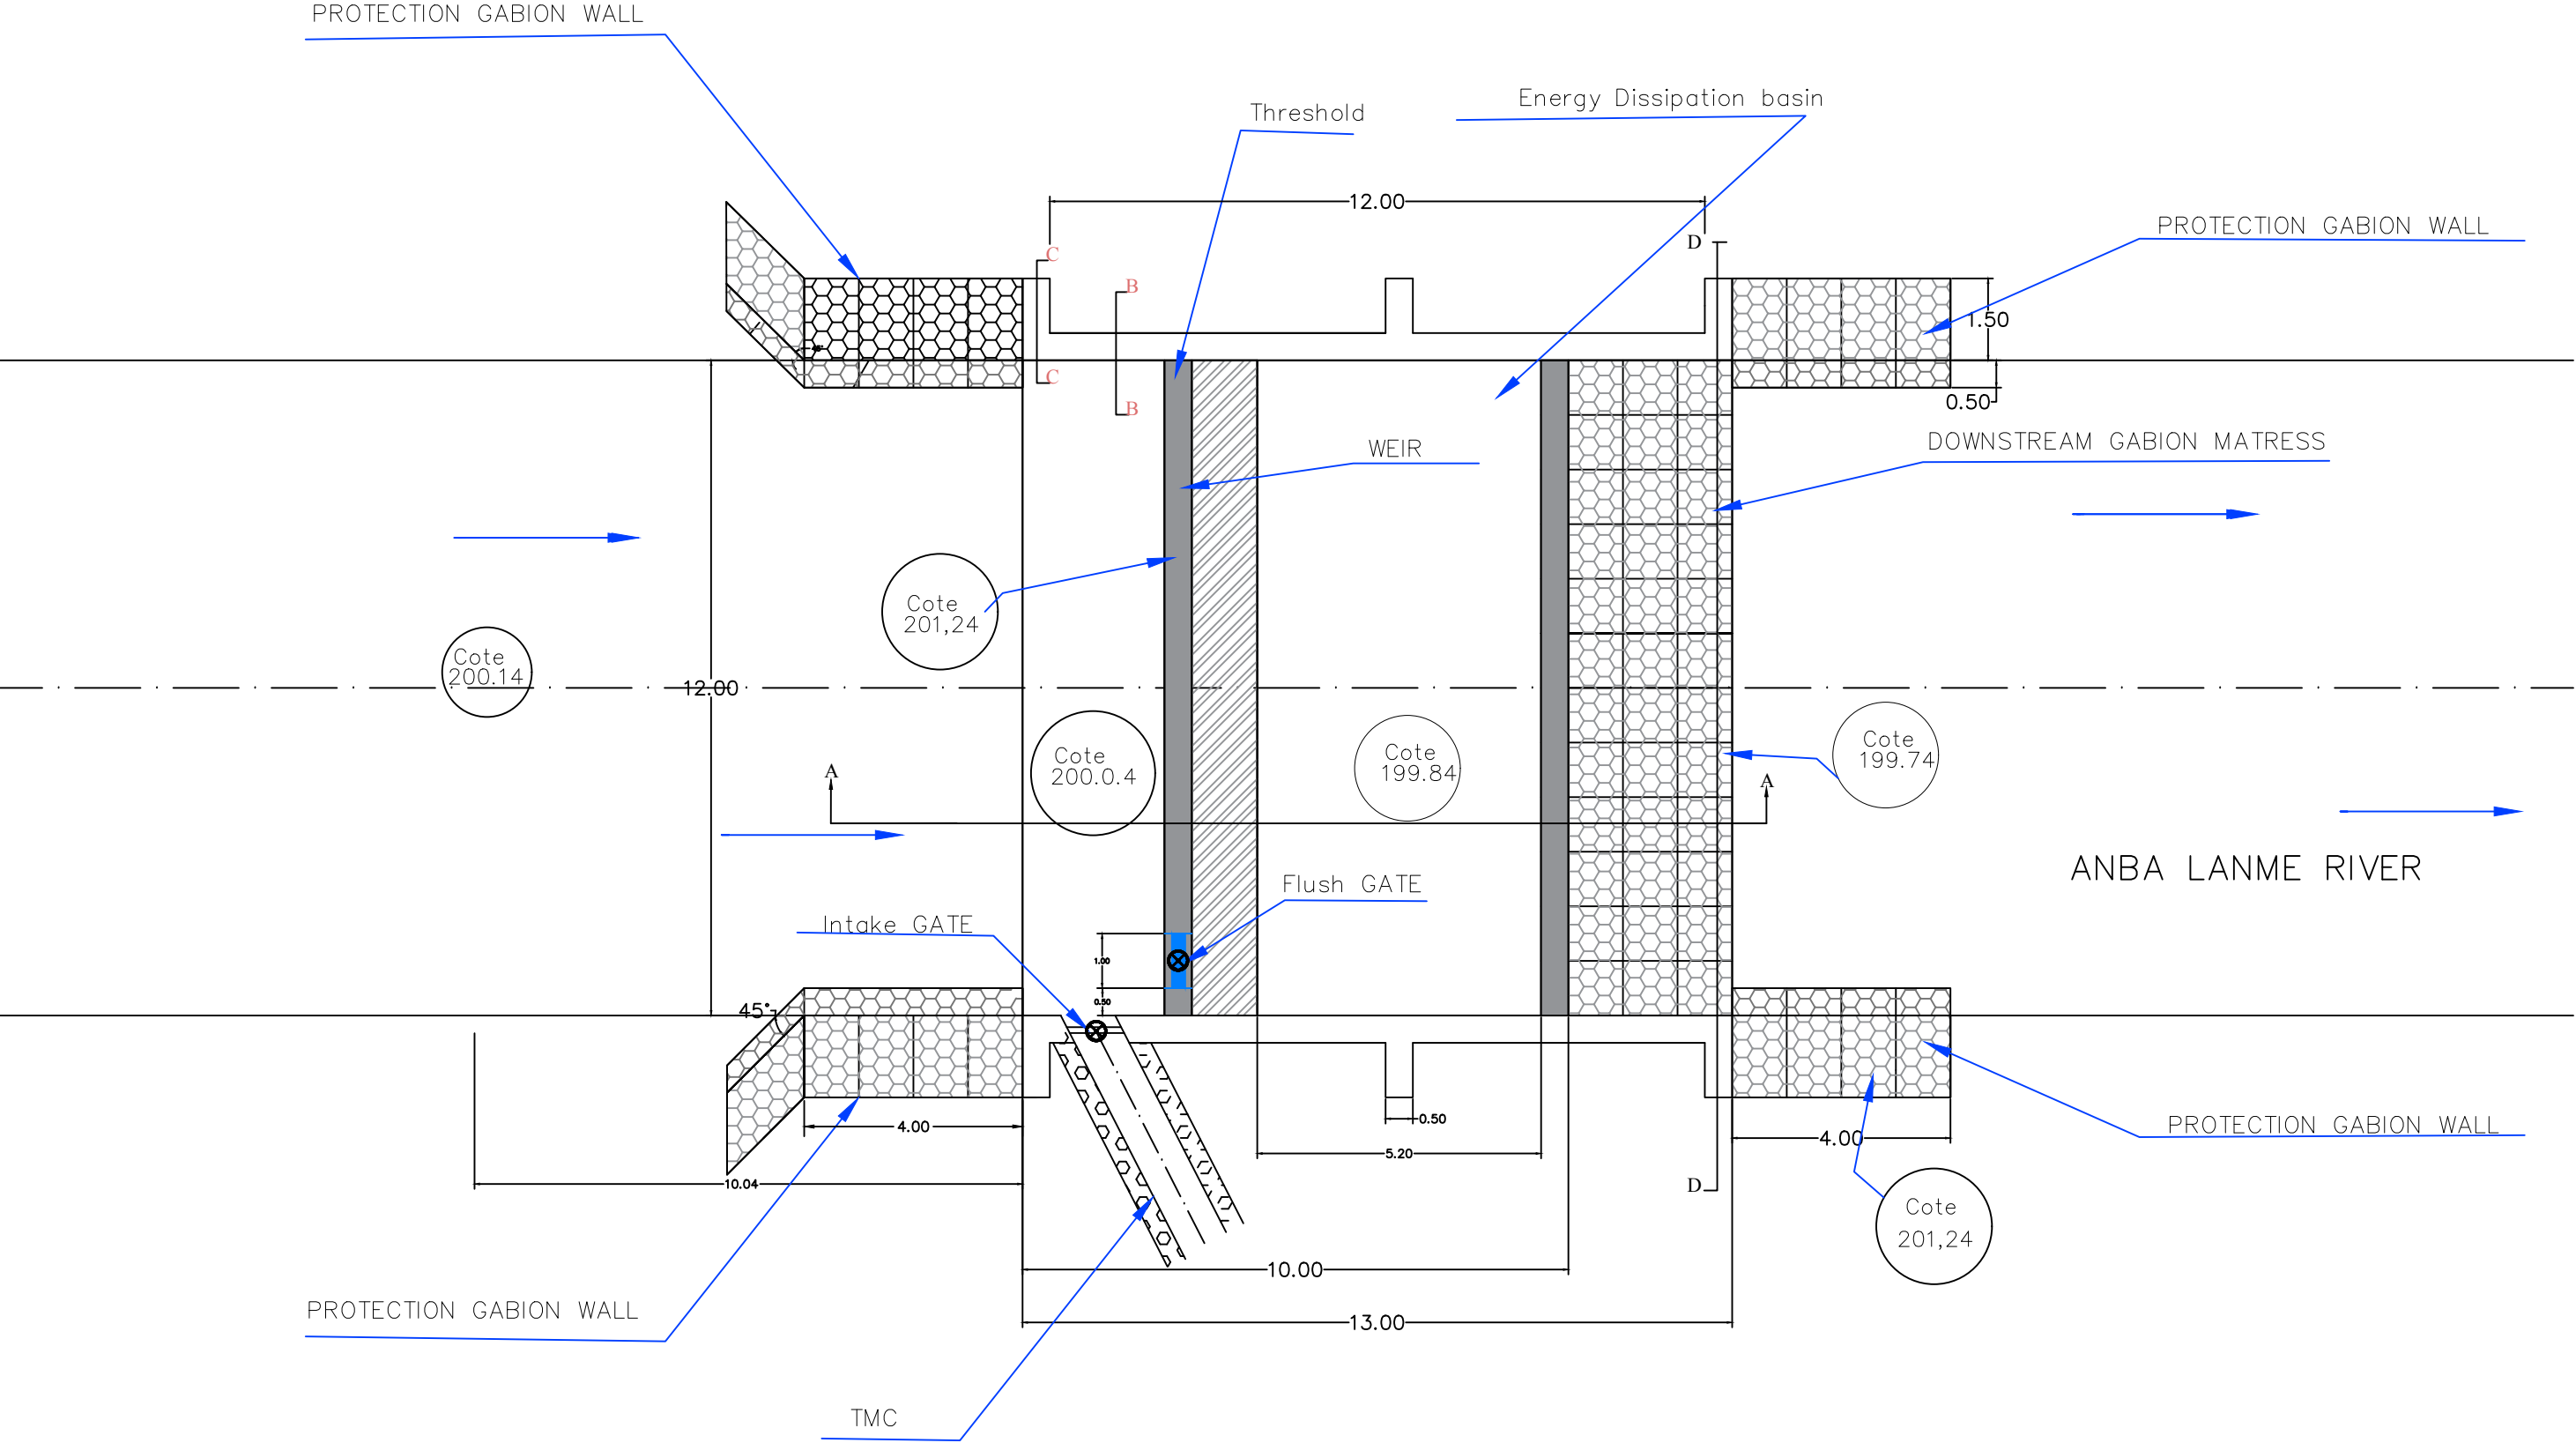 PROTECTION GABION WALL
Threshold
Energy Dissipation basin
12.00
PROTECTION GABION WALL
D
C
B
1.50
45°
C
0.50
B
DOWNSTREAM GABION MATRESS
WEIR
Cote
201,24
Cote
200.14
12.00
Cote
200.0.4
Cote
199.84
Cote
199.74
A
A
ANBA LANME RIVER
Flush GATE
Intake GATE
1.00
0.50
45°
4.00
0.50
4.00
PROTECTION GABION WALL
5.20
10.04
D
Cote
201,24
10.00
PROTECTION GABION WALL
13.00
TMC